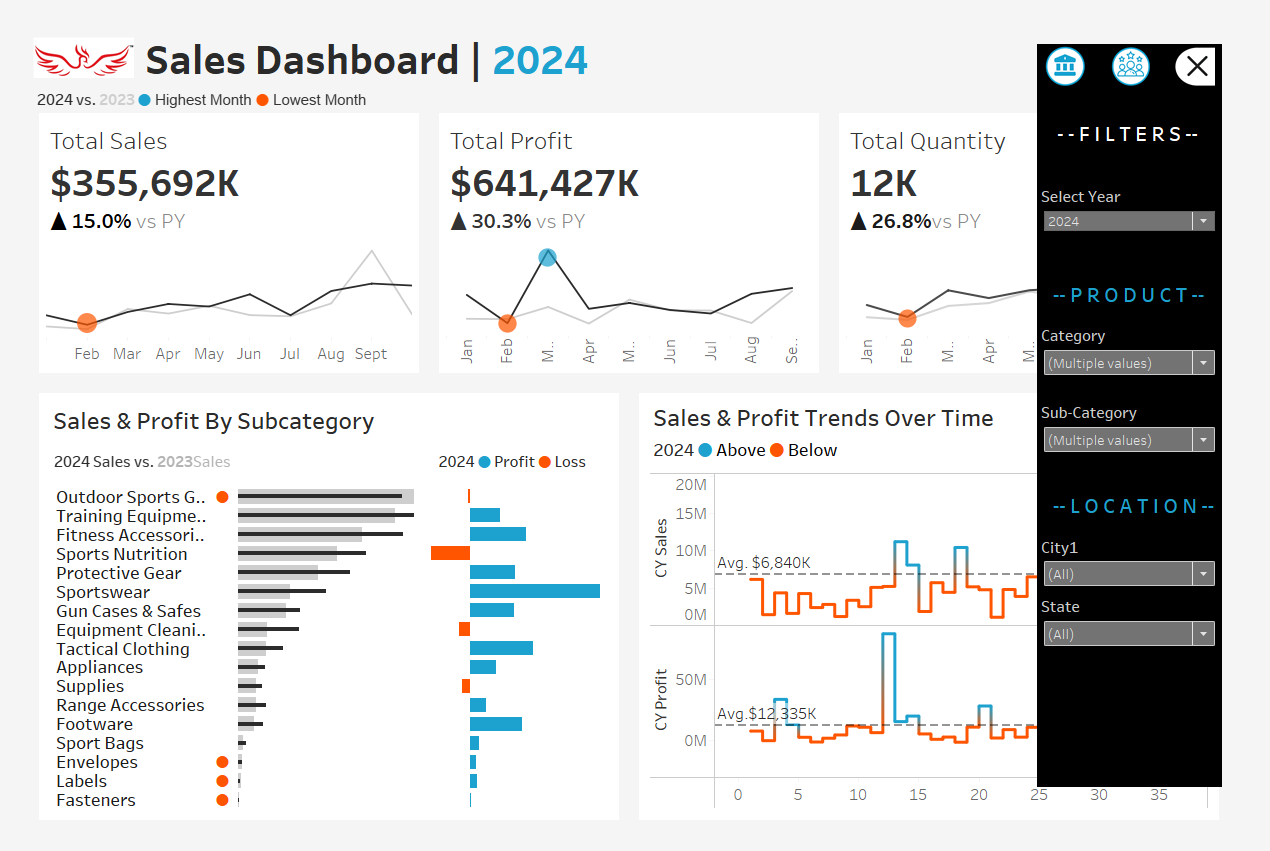 Sales Dashboard | 2024
2024 vs. 2023 Highest Month Lowest Month
Total Sales
$355,692K
▲ 15.0% vs PY
Feb Mar Apr May Jun Jul Aug Sept
Total Profit
$641,427K
▲ 30.3% vs PY
Jan Feb M.. Apr M.. Jun Jul Aug Se..
Total Quantity
12K
▲ 26.8%vs PY
Jan Feb M.. Apr M..
Sales & Profit By Subcategory
2024 Sales vs. 2023Sales
2024 Profit Loss
Outdoor Sports G..
Training Equipme..
Fitness Accessori..
Sports Nutrition
Protective Gear
Sportswear
Gun Cases & Safes
Equipment Cleani..
Tactical Clothing
Appliances
Supplies
Range Accessories
Footware
Sport Bags
Envelopes
Labels
Fasteners
Sales & Profit Trends Over Time
2024 Above Below
CY Sales
20M
15M
10M
5M
0M
Avg. $6,840K
CY Profit
50M
0M
Avg.$12,335K
0 5 10 15 20 25 30 35
--FILTERS--
Select Year
2024
--PRODUCT--
Category
(Multiple values)
Sub-Category
(Multiple values)
--LOCATION--
City1
(All)
State
(All)